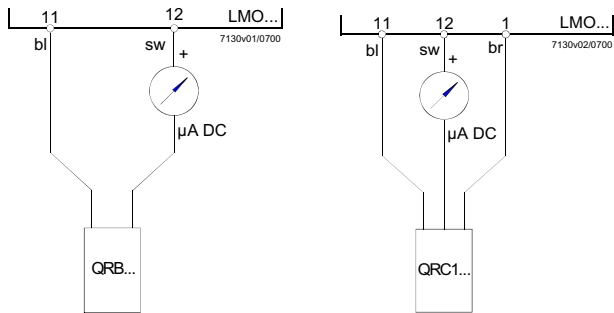 11 12 LMO...
7130v01/0700
bl sw +
µA DC
QRB...
11 12 1 LMO...
7130v02/0700
bl sw + br
µA DC
QRC1...